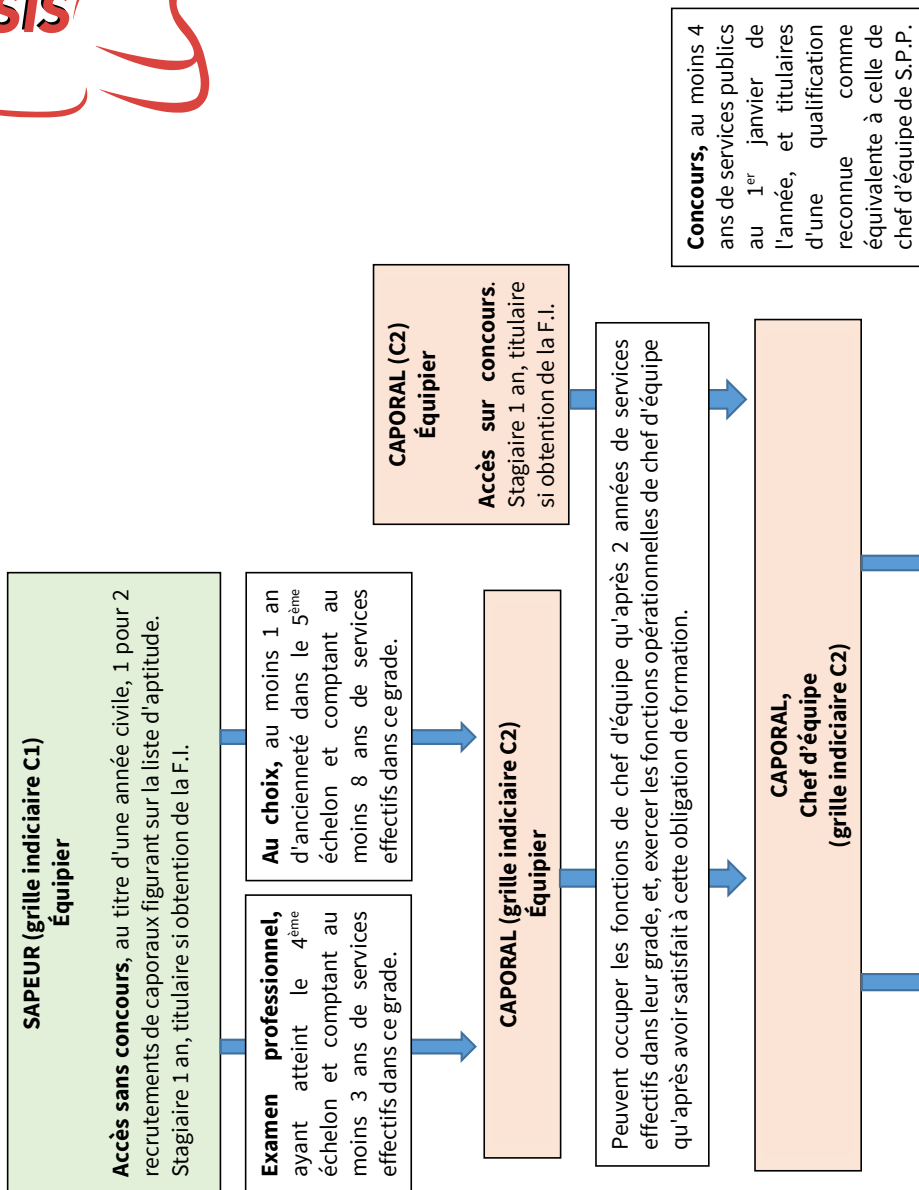 SIS
SAPEUR (grille indiciaire C1)
Équipier
Accès sans concours, au titre d'une année civile, 1 pour 2
recrutements de caporaux figurant sur la liste d'aptitude.
Stagiaire 1 an, titulaire si obtention de la F.I.
Examen professionnel,
ayant atteint le 4ème
échelon et comptant au
moins 3 ans de services
effectifs dans ce grade.
Au choix, au moins 1 an
d'ancienneté dans le 5ème
échelon et comptant au
moins 8 ans de services
effectifs dans ce grade.
CAPORAL (grille indiciaire C2)
Équipier
CAPORAL (C2)
Équipier
Accès sur concours.
Stagiaire 1 an, titulaire
si obtention de la F.I.
Peuvent occuper les fonctions de chef d'équipe qu'après 2 années de services
effectifs dans leur grade, et, exercer les fonctions opérationnelles de chef d'équipe
qu'après avoir satisfait à cette obligation de formation.
CAPORAL,
Chef d'équipe
(grille indiciaire C2)
Concours, au moins 4
ans de services publics
au 1er janvier de
l'année, et titulaires
d'une qualification
reconnue comme
équivalente à celle de
chef d'équipe de S.P.P.